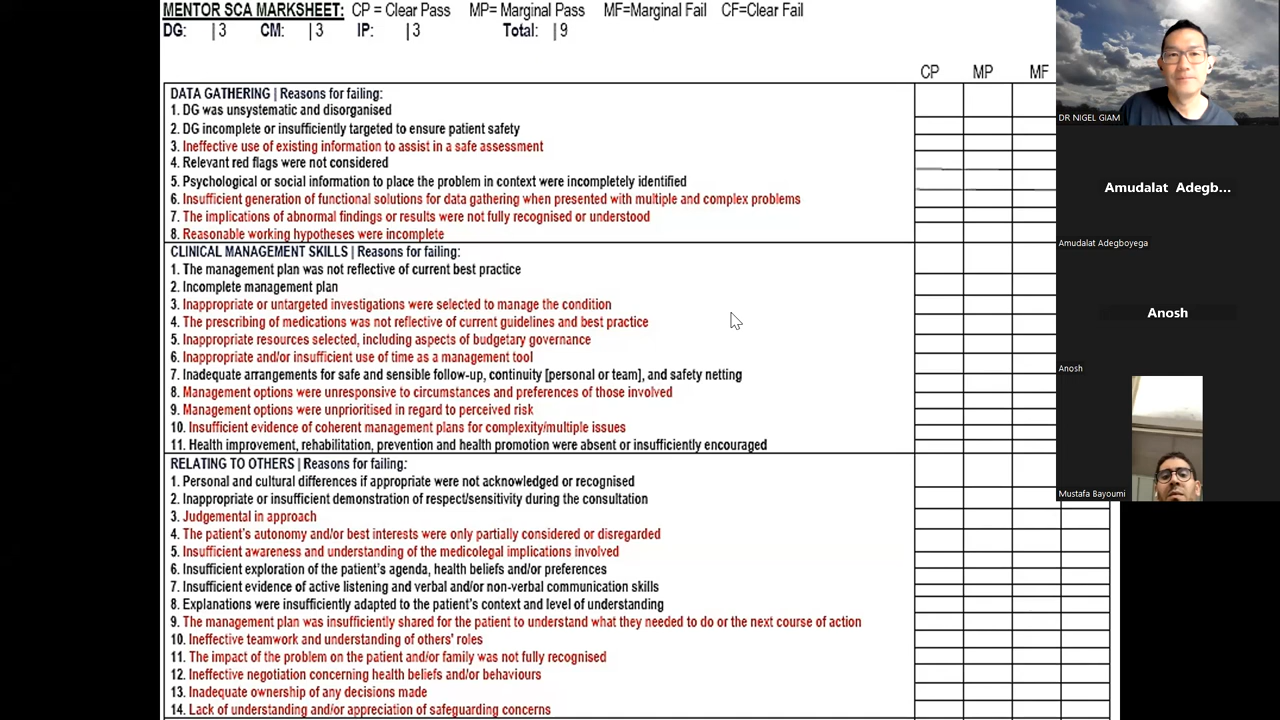 MENTOR SCA MARKSHEET: CP = Clear Pass MP= Marginal Pass MF=Marginal Fail CF=Clear Fail
DG: |3 CM: |3 IP: |3 Total: |9
CP MP MF
DATA GATHERING | Reasons for failing:
1. DG was unsystematic and disorganised
2. DG incomplete or insufficiently targeted to ensure patient safety
3. Ineffective use of existing information to assist in a safe assessment
4. Relevant red flags were not considered
5. Psychological or social information to place the problem in context were incompletely identified
6. Insufficient generation of functional solutions for data gathering when presented with multiple and complex problems
7. The implications of abnormal findings or results were not fully recognised or understood
8. Reasonable working hypotheses were incomplete
CLINICAL MANAGEMENT SKILLS | Reasons for failing:
1. The management plan was not reflective of current best practice
2. Incomplete management plan
3. Inappropriate or untargeted investigations were selected to manage the condition
4. The prescribing of medications was not reflective of current guidelines and best practice
5. Inappropriate resources selected, including aspects of budgetary governance
6. Inappropriate and/or insufficient use of time as a management tool
7. Inadequate arrangements for safe and sensible follow-up, continuity [personal or team], and safety netting
8. Management options were unresponsive to circumstances and preferences of those involved
9. Management options were unprioritised in regard to perceived risk
10. Insufficient evidence of coherent management plans for complexity/multiple issues
11. Health improvement, rehabilitation, prevention and health promotion were absent or insufficiently encouraged
RELATING TO OTHERS | Reasons for failing:
1. Personal and cultural differences if appropriate were not acknowledged or recognised
2. Inappropriate or insufficient demonstration of respect/sensitivity during the consultation
3. Judgemental in approach
4. The patient's autonomy and/or best interests were only partially considered or disregarded
5. Insufficient awareness and understanding of the medicolegal implications involved
6. Insufficient exploration of the patient's agenda, health beliefs and/or preferences
7. Insufficient evidence of active listening and verbal and/or non-verbal communication skills
8. Explanations were insufficiently adapted to the patient's context and level of understanding
9. The management plan was insufficiently shared for the patient to understand what they needed to do or the next course of action
10. Ineffective teamwork and understanding of others' roles
11. The impact of the problem on the patient and/or family was not fully recognised
12. Ineffective negotiation concerning health beliefs and/or behaviours
13. Inadequate ownership of any decisions made
14. Lack of understanding and/or appreciation of safeguarding concerns
DR NIGEL GIAM
Amudalat Adegb...
Amudalat Adegboyega
Anosh
Anosh
Mustafa Bayoumi